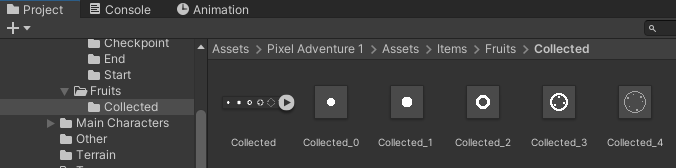 Project Console Animation
Checkpoint
End
Start
Fruits
Collected
Main Characters
Other
Terrain
Assets > Pixel Adventure 1 > Assets > Items > Fruits > Collected
Collected Collected_0 Collected_1 Collected_2 Collected_3 Collected_4